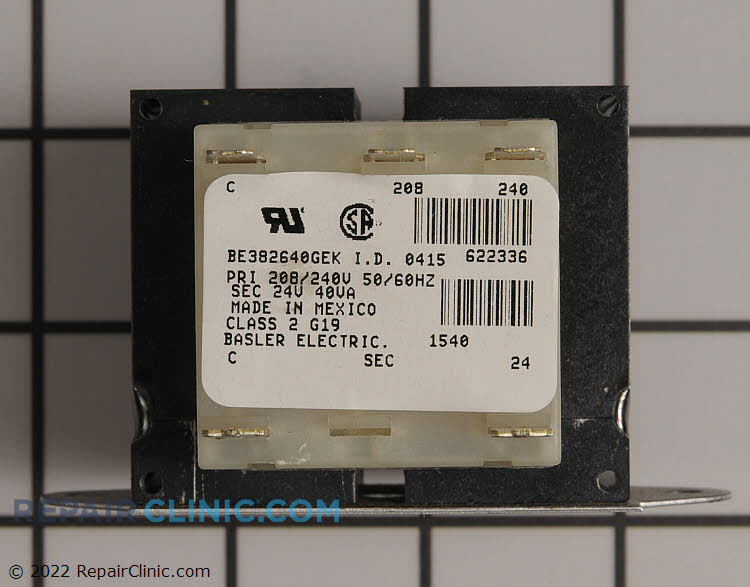 C 208 240
BE382640GEK I.D. 0415 622336
PRI 208/240V 50/60HZ
SEC 24V 40VA
MADE IN MEXICO
CLASS 2 G19
BASLER ELECTRIC. 1540
C SEC 24
REPAIRCLINIC.COM
© 2022 RepairClinic.com